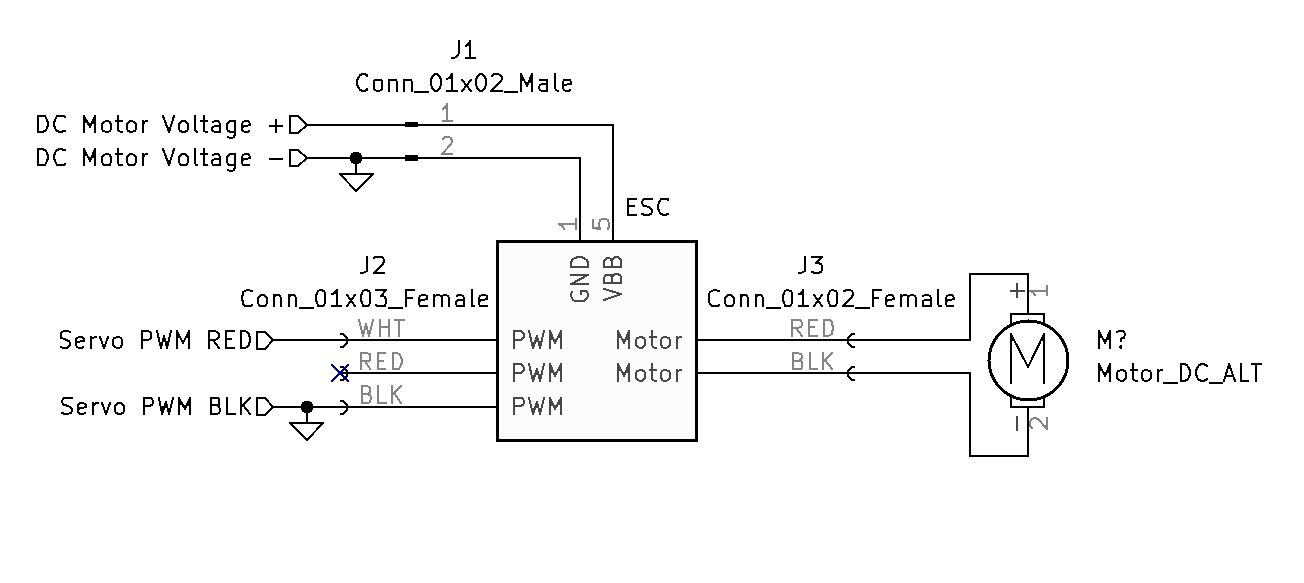 J1
Conn_01x02_Male
DC Motor Voltage +
1
DC Motor Voltage -
2
ESC
1
5
GND
VBB
J2
Conn_01x03_Female
J3
Conn_01x02_Female
+
1
Servo PWM RED
WHT
PWM
Motor
RED
M
M?
RED
PWM
Motor
BLK
Motor_DC_ALT
Servo PWM BLK
BLK
PWM
-
2